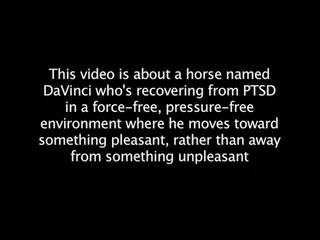 This video is about a horse named
DaVinci who's recovering from PTSD
in a force-free, pressure-free
environment where he moves toward
something pleasant, rather than away
from something unpleasant